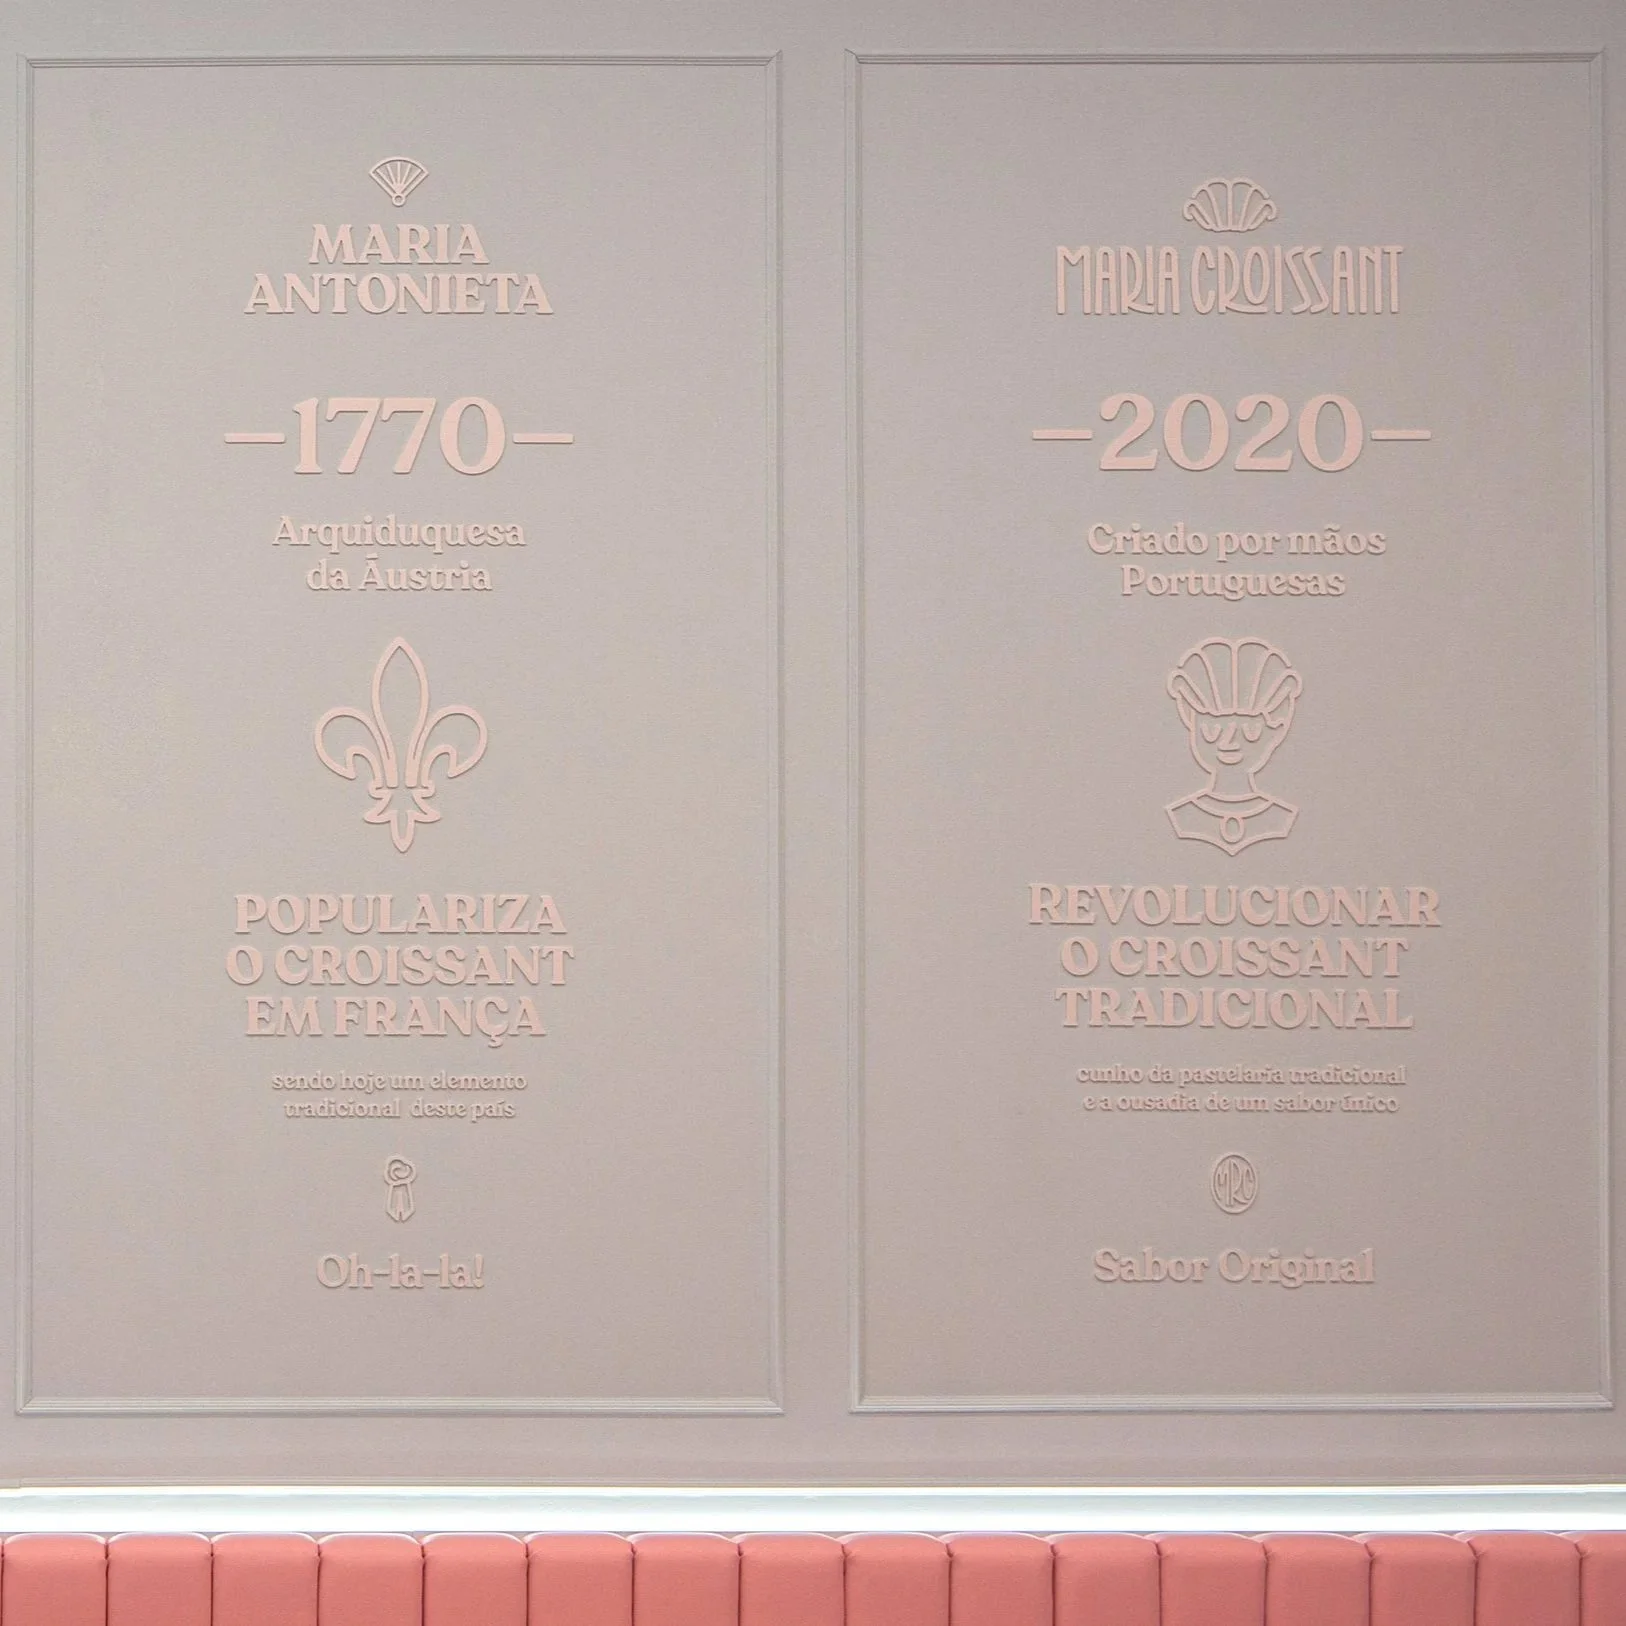 MARIA
ANTONIETA
—1770—
Arquiduquesa
da Áustria
POPULARIZA
O CROISSANT
EM FRANÇA
sendo hoje um elemento
tradicional deste país
Oh-la-la!
MARIA CROISSANT
—2020—
Criado por mãos
Portuguesas
REVOLUCIONAR
O CROISSANT
TRADICIONAL
cunho da pastelaria tradicional
e a ousadia de um sabor único
MRC
Sabor Original